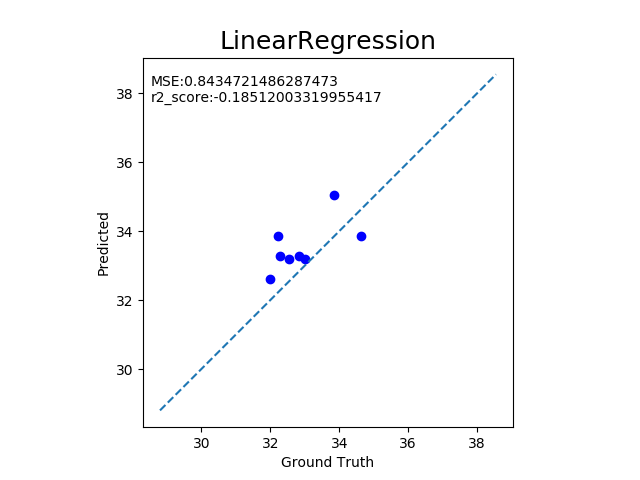 LinearRegression
MSE:0.8434721486287473
r2_score:-0.18512003319955417
38
36
34
32
30
Predicted
30 32 34 36 38
Ground Truth